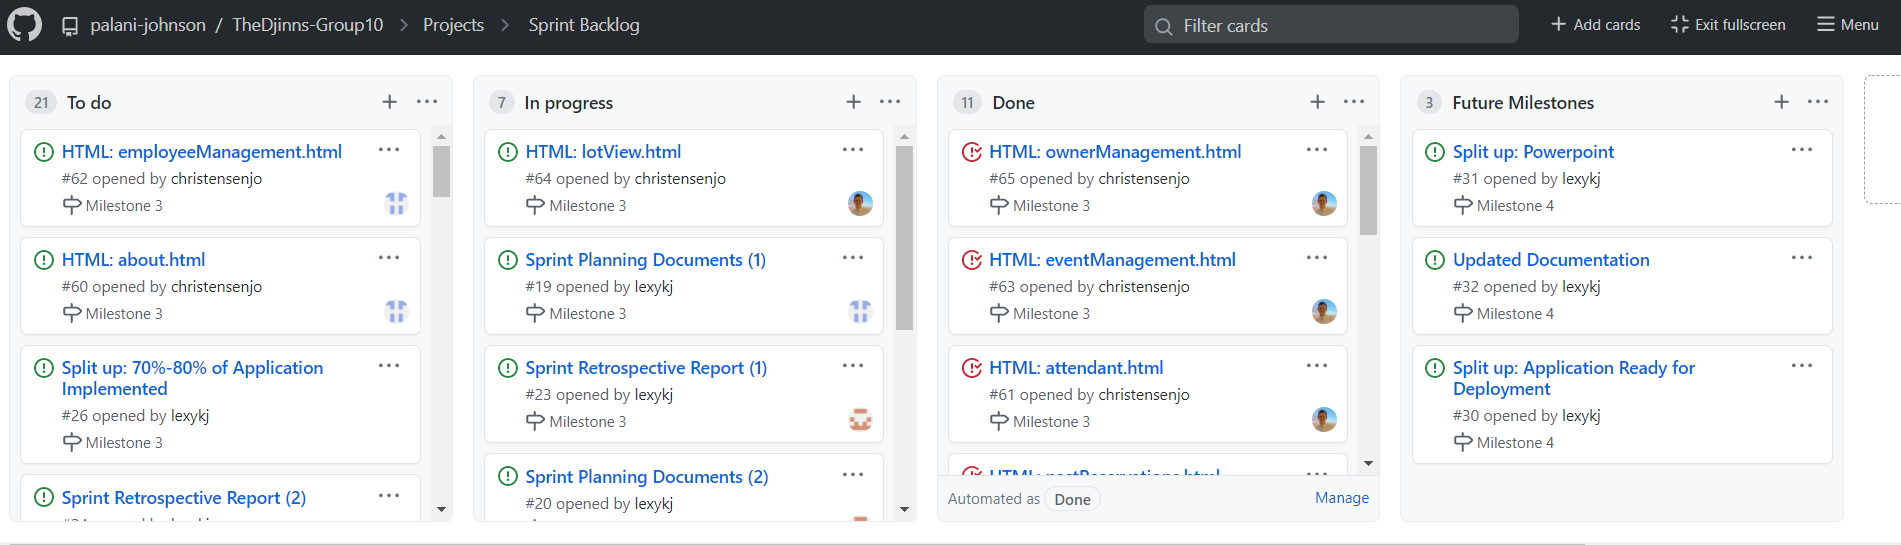 palani-johnson / TheDjinns-Group10 > Projects > Sprint Backlog
Filter cards
Add cards
Exit fullscreen
Menu
21 To do
HTML: employeeManagement.html
#62 opened by christensenjo
Milestone 3
HTML: about.html
#60 opened by christensenjo
Milestone 3
Split up: 70%-80% of Application
Implemented
#26 opened by lexykj
Milestone 3
Sprint Retrospective Report (2)
7 In progress
HTML: lotView.html
#64 opened by christensenjo
Milestone 3
Sprint Planning Documents (1)
#19 opened by lexykj
Milestone 3
Sprint Retrospective Report (1)
#23 opened by lexykj
Milestone 3
Sprint Planning Documents (2)
#20 opened by lexykj
11 Done
HTML: ownerManagement.html
#65 opened by christensenjo
Milestone 3
HTML: eventManagement.html
#63 opened by christensenjo
Milestone 3
HTML: attendant.html
#61 opened by christensenjo
Milestone 3
Automated as Done
Manage
3 Future Milestones
Split up: Powerpoint
#31 opened by lexykj
Milestone 4
Updated Documentation
#32 opened by lexykj
Milestone 4
Split up: Application Ready for
Deployment
#30 opened by lexykj
Milestone 4